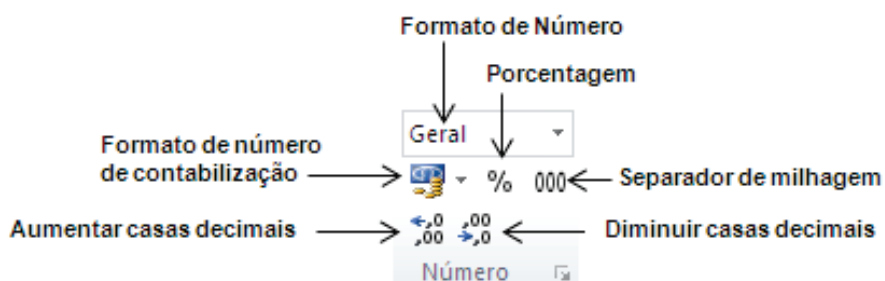 Formato de Número
Porcentagem
Geral
Formato de número
de contabilização
% 000
Separador de milhagem
Aumentar casas decimais
,0 ,00
,00 ,0
Diminuir casas decimais
Número